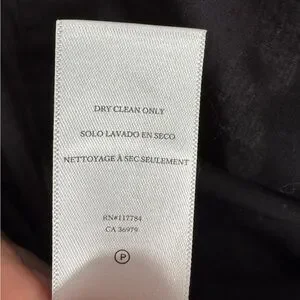 DRY CLEAN ONLY
SOLO LAVADO EN SECO
NETTOYAGE À SEC SEULEMENT
RN#117784
CA 36979
P